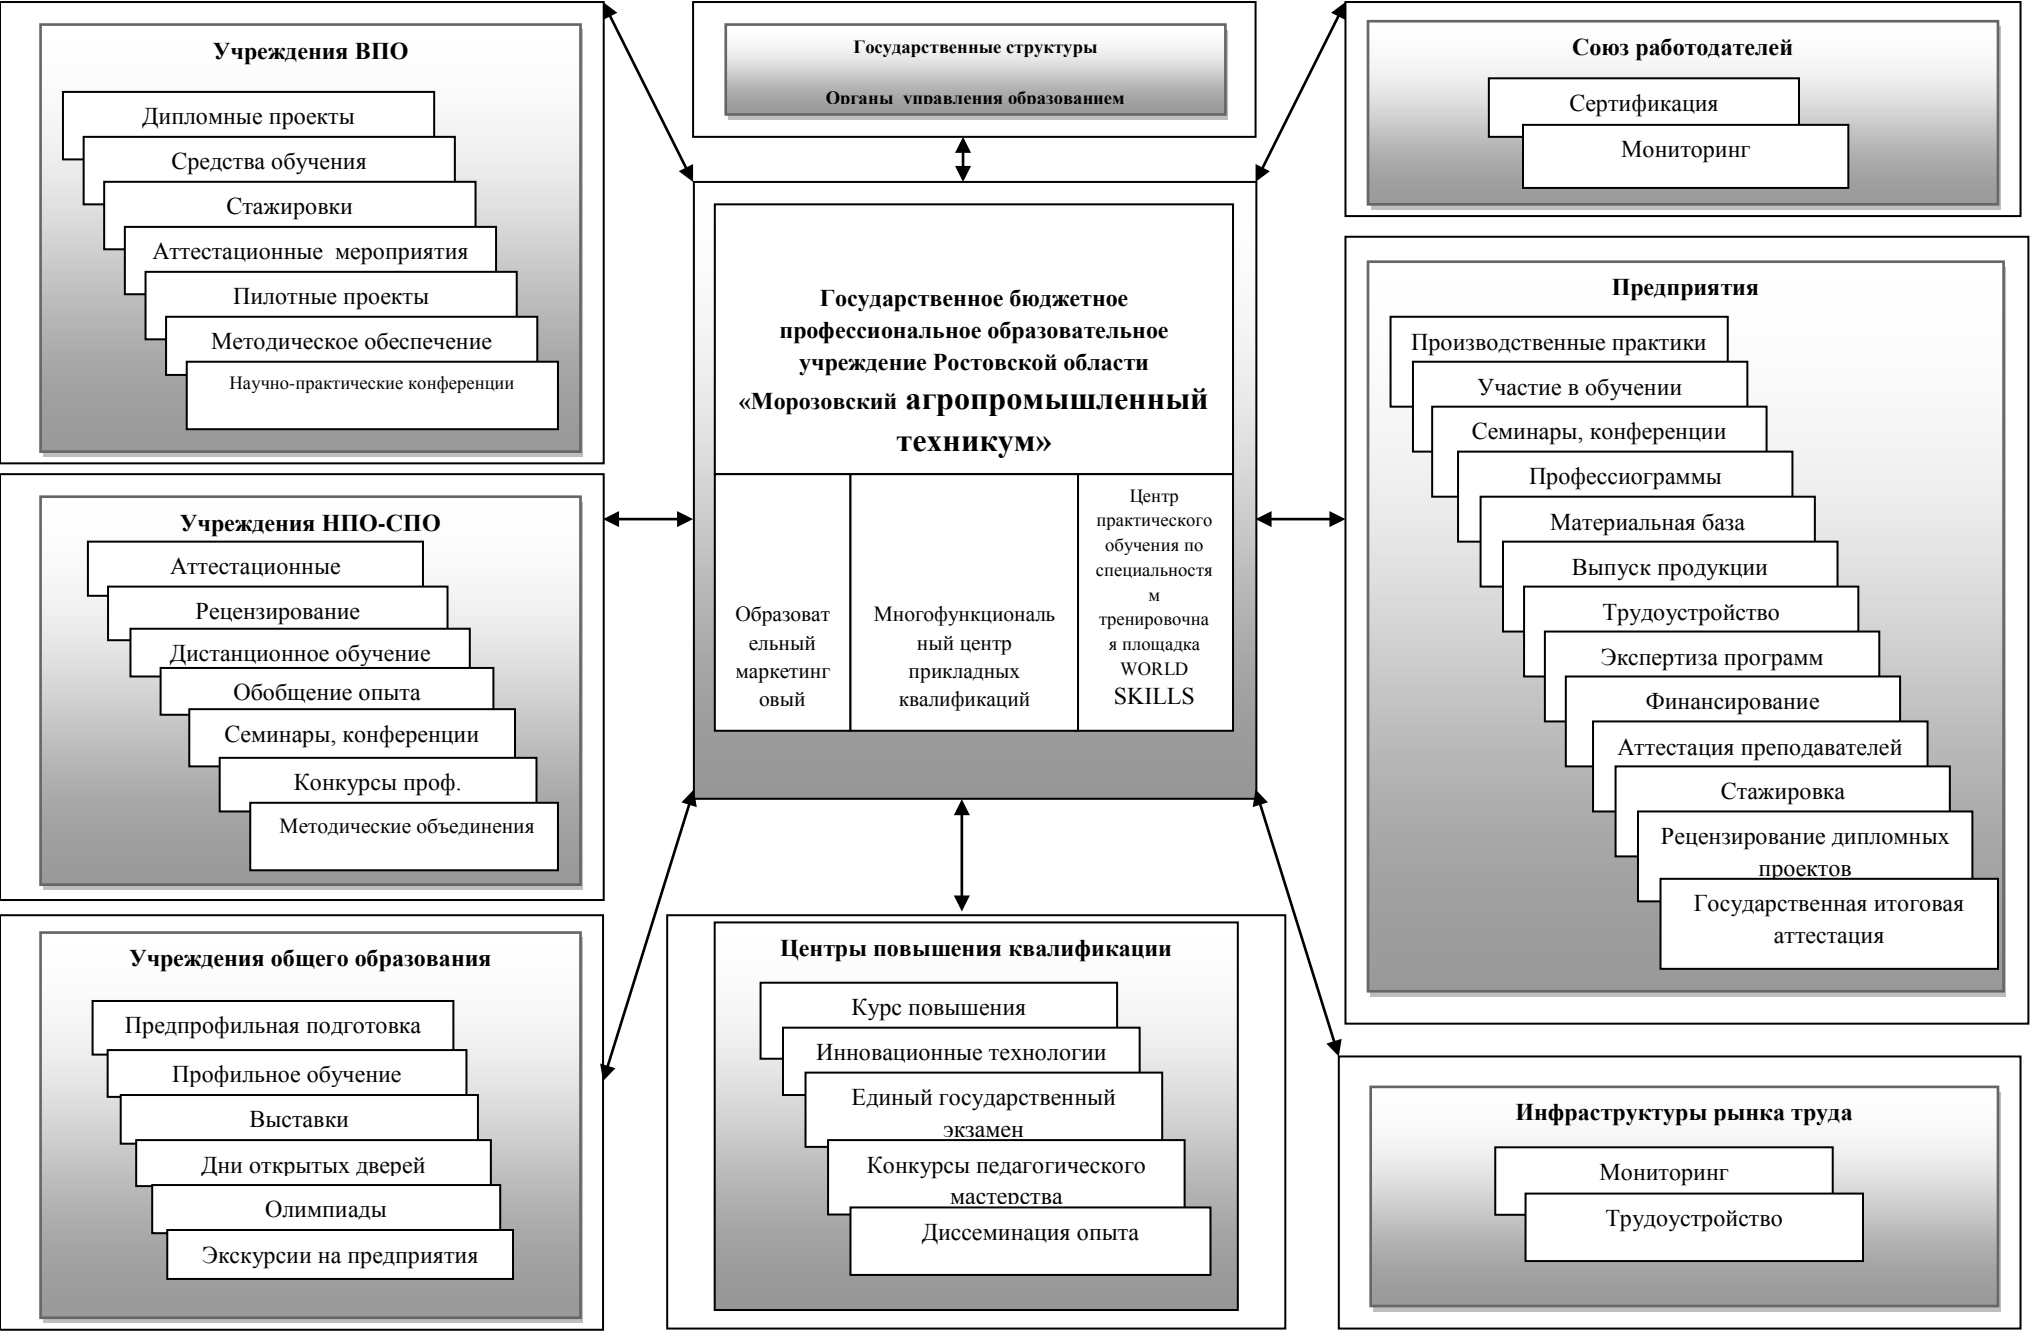 Учреждения ВПО
Дипломные проекты
Средства обучения
Стажировки
Аттестационные  мероприятия
Пилотные проекты
Методическое обеспечение
Научно-практические конференции
Государственные структуры
Органы  управления образованием
Союз работодателей
Сертификация
Мониторинг
Государственное бюджетное
профессиональное образовательное
учреждение Ростовской области
«Морозовский агропромышленный
техникум»
Образоват
ельный
маркетинг
овый
Многофункциональ
ный центр
прикладных
квалификаций
Центр
практического
обучения по
специальностя
м
тренировочна
я площадка
WORLD
SKILLS
Предприятия
Производственные практики
Участие в обучении
Семинары, конференции
Профессиограммы
Материальная база
Выпуск продукции
Трудоустройство
Экспертиза программ
Финансирование
Аттестация преподавателей
Стажировка
Рецензирование дипломных
проектов
Государственная итоговая
аттестация
Учреждения НПО-СПО
Аттестационные
Рецензирование
Дистанционное обучение
Обобщение опыта
Семинары, конференции
Конкурсы проф.
Методические объединения
Учреждения общего образования
Предпрофильная подготовка
Профильное обучение
Выставки
Дни открытых дверей
Олимпиады
Экскурсии на предприятия
Центры повышения квалификации
Курс повышения
Инновационные технологии
Единый государственный
экзамен
Конкурсы педагогического
мастерства
Диссеминация опыта
Инфраструктуры рынка труда
Мониторинг
Трудоустройство